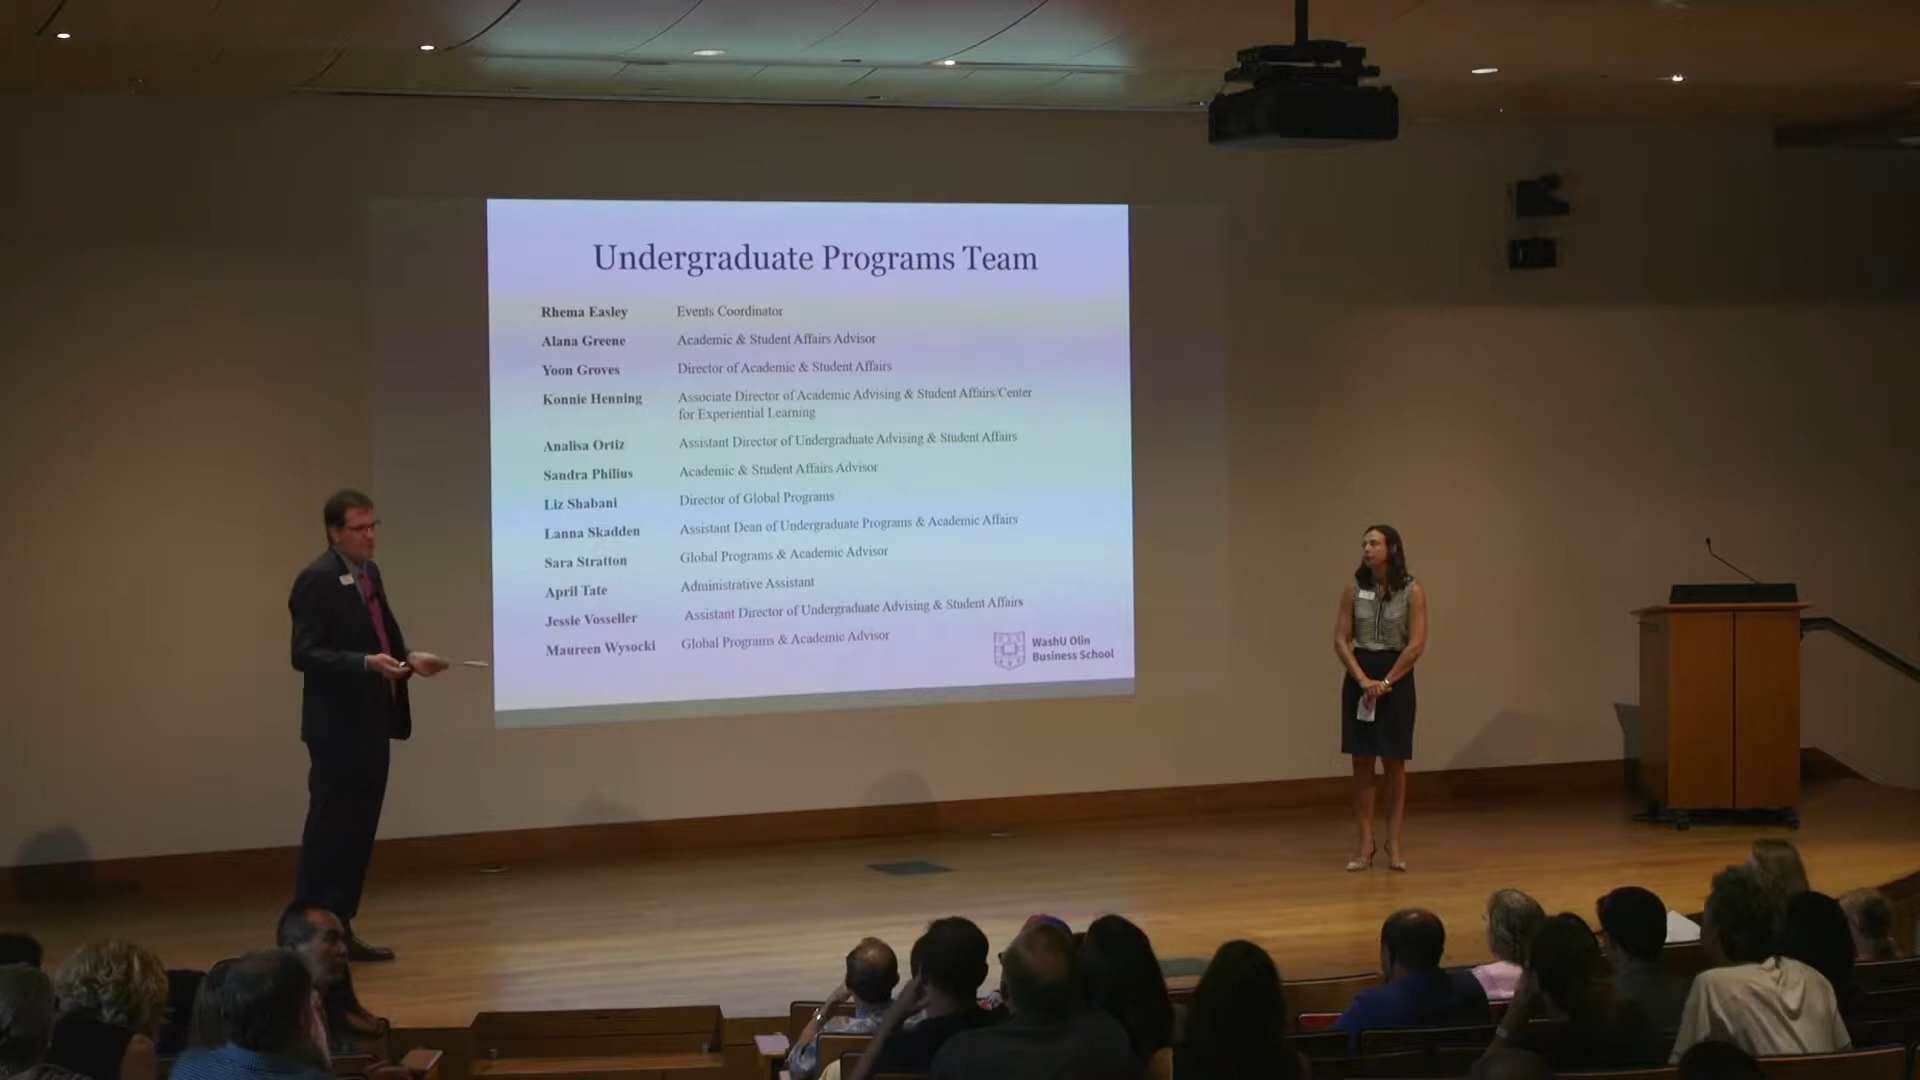 Undergraduate Programs Team
Rhema Easley Events Coordinator
Alana Greene Academic & Student Affairs Advisor
Yoon Groves Director of Academic & Student Affairs
Konnie Henning Associate Director of Academic Advising & Student Affairs/Center
for Experiential Learning
Analisa Ortiz Assistant Director of Undergraduate Advising & Student Affairs
Sandra Philius Academic & Student Affairs Advisor
Liz Shabani Director of Global Programs
Lanna Skadden Assistant Dean of Undergraduate Programs & Academic Affairs
Sara Stratton Global Programs & Academic Advisor
April Tate Administrative Assistant
Jessie Vosseller Assistant Director of Undergraduate Advising & Student Affairs
Maureen Wysocki Global Programs & Academic Advisor
WashU Olin
Business School